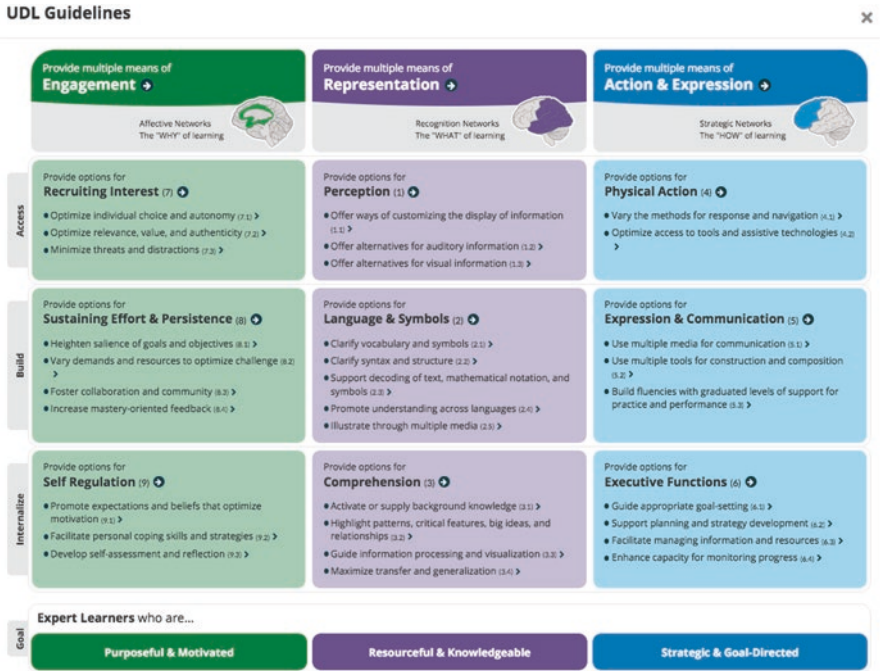 UDL Guidelines
×
Provide multiple means of
Engagement
Affective Networks
The "WHY" of learning
Provide multiple means of
Representation
Recognition Networks
The "WHAT" of learning
Provide multiple means of
Action & Expression
Strategic Networks
The "HOW" of learning
Access
Provide options for
Recruiting Interest (7)
• Optimize individual choice and autonomy (7.1) >
• Optimize relevance, value, and authenticity (7.2) >
• Minimize threats and distractions (7.3) >
Provide options for
Perception (1)
• Offer ways of customizing the display of information
(1.1) >
• Offer alternatives for auditory information (1.2) >
• Offer alternatives for visual information (1.3) >
Provide options for
Physical Action (4)
• Vary the methods for response and navigation (4.1) >
• Optimize access to tools and assistive technologies (4.2)
>
Build
Provide options for
Sustaining Effort & Persistence (8)
• Heighten salience of goals and objectives (8.1) >
• Vary demands and resources to optimize challenge (8.2)
>
• Foster collaboration and community (8.3) >
• Increase mastery-oriented feedback (8.4) >
Provide options for
Language & Symbols (2)
• Clarify vocabulary and symbols (2.1) >
• Clarify syntax and structure (2.2) >
• Support decoding of text, mathematical notation, and
symbols (2.3) >
• Promote understanding across languages (2.4) >
• Illustrate through multiple media (2.5) >
Provide options for
Expression & Communication (5)
• Use multiple media for communication (5.1) >
• Use multiple tools for construction and composition
(5.2) >
• Build fluencies with graduated levels of support for
practice and performance (5.3) >
Internalize
Provide options for
Self Regulation (9)
• Promote expectations and beliefs that optimize
motivation (9.1) >
• Facilitate personal coping skills and strategies (9.2) >
• Develop self-assessment and reflection (9.3) >
Provide options for
Comprehension (3)
• Activate or supply background knowledge (3.1) >
• Highlight patterns, critical features, big ideas, and
relationships (3.2) >
• Guide information processing and visualization (3.3) >
• Maximize transfer and generalization (3.4) >
Provide options for
Executive Functions (6)
• Guide appropriate goal-setting (6.1) >
• Support planning and strategy development (6.2) >
• Facilitate managing information and resources (6.3) >
• Enhance capacity for monitoring progress (6.4) >
Goal
Expert Learners who are...
Purposeful & Motivated
Resourceful & Knowledgeable
Strategic & Goal-Directed